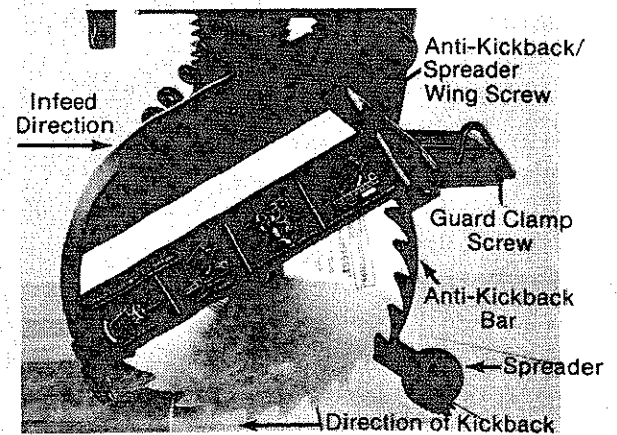 Anti-Kickback/
Spreader
Wing Screw
Infeed
Direction
Guard Clamp
Screw
Anti-Kickback
Bar
Spreader
Direction of Kickback